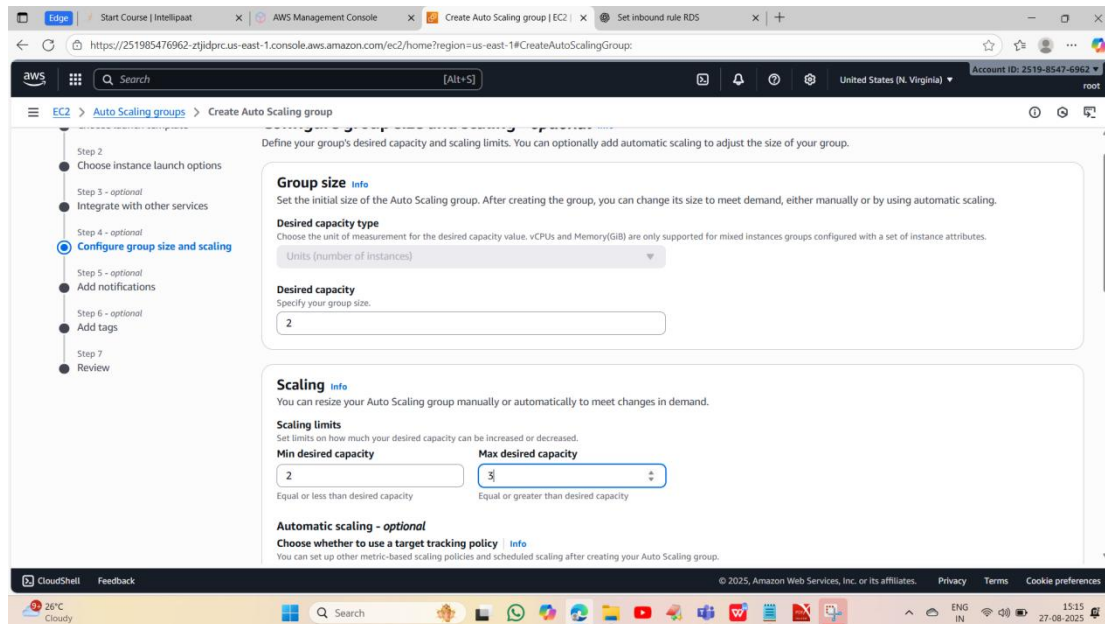 Edge
Start Course | Intellipaat
AWS Management Console
Create Auto Scaling group | EC2 |
Set inbound rule RDS
https://251985476962-ztjidprc.us-east-1.console.aws.amazon.com/ec2/home?region=us-east-1#CreateAutoScalingGroup:
aws
Search
[Alt+S]
United States (N. Virginia)
Account ID: 2519-8547-6962
root
EC2 > Auto Scaling groups > Create Auto Scaling group
Step 2
Choose instance launch options
Step 3 - optional
Integrate with other services
Step 4 - optional
Configure group size and scaling
Step 5 - optional
Add notifications
Step 6 - optional
Add tags
Step 7
Review
Define your group's desired capacity and scaling limits. You can optionally add automatic scaling to adjust the size of your group.
Group size Info
Set the initial size of the Auto Scaling group. After creating the group, you can change its size to meet demand, either manually or by using automatic scaling.
Desired capacity type
Choose the unit of measurement for the desired capacity value. vCPUs and Memory(GiB) are only supported for mixed instances groups configured with a set of instance attributes.
Units (number of instances)
Desired capacity
Specify your group size.
2
Scaling Info
You can resize your Auto Scaling group manually or automatically to meet changes in demand.
Scaling limits
Set limits on how much your desired capacity can be increased or decreased.
Min desired capacity
Max desired capacity
2
3
Equal or less than desired capacity
Equal or greater than desired capacity
Automatic scaling - optional
Choose whether to use a target tracking policy Info
You can set up other metric-based scaling policies and scheduled scaling after creating your Auto Scaling group.
CloudShell
Feedback
© 2025, Amazon Web Services, Inc. or its affiliates.
Privacy
Terms
Cookie preferences
9+
26°C
Cloudy
Search
ENG
IN
15:15
27-08-2025